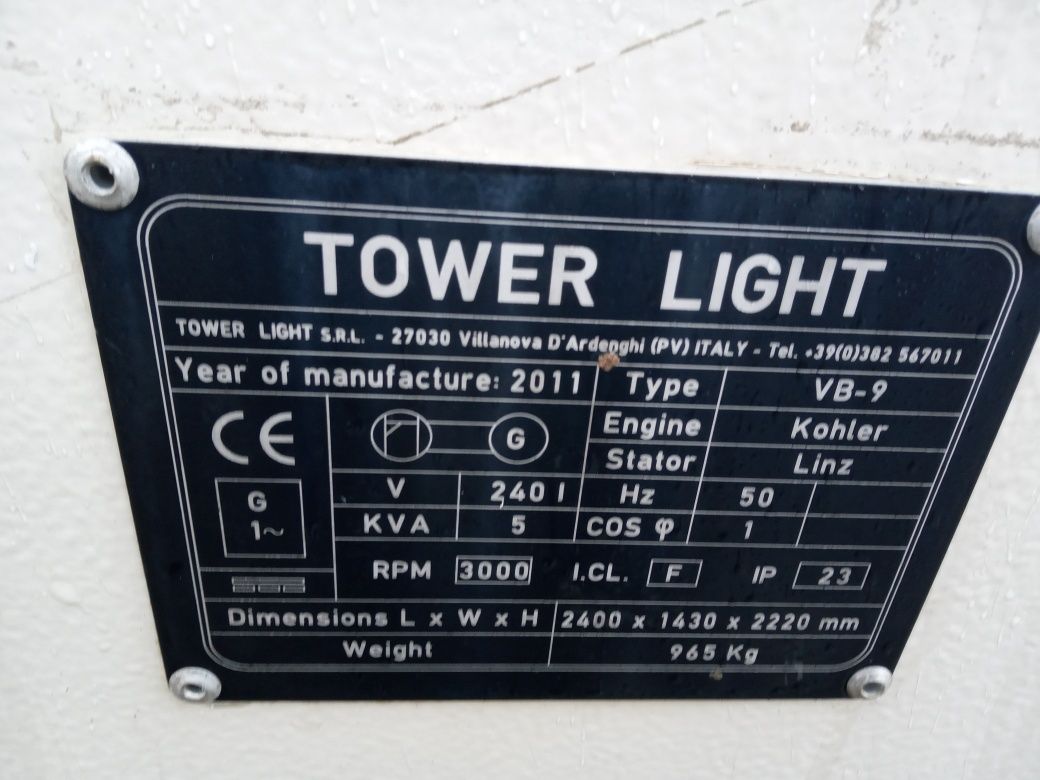 TOWER LIGHT
TOWER LIGHT S.R.L. - 27030 Villanova D'Ardenghi (PV) ITALY - Tel. +39(0)382 567011
Year of manufacture: 2011 Type VB-9
CE G Engine Kohler
Stator Linz
G V 240 I Hz 50
1~ KVA 5 COS φ 1
RPM 3000 I.CL. F IP 23
Dimensions L x W x H 2400 x 1430 x 2220 mm
Weight 965 Kg